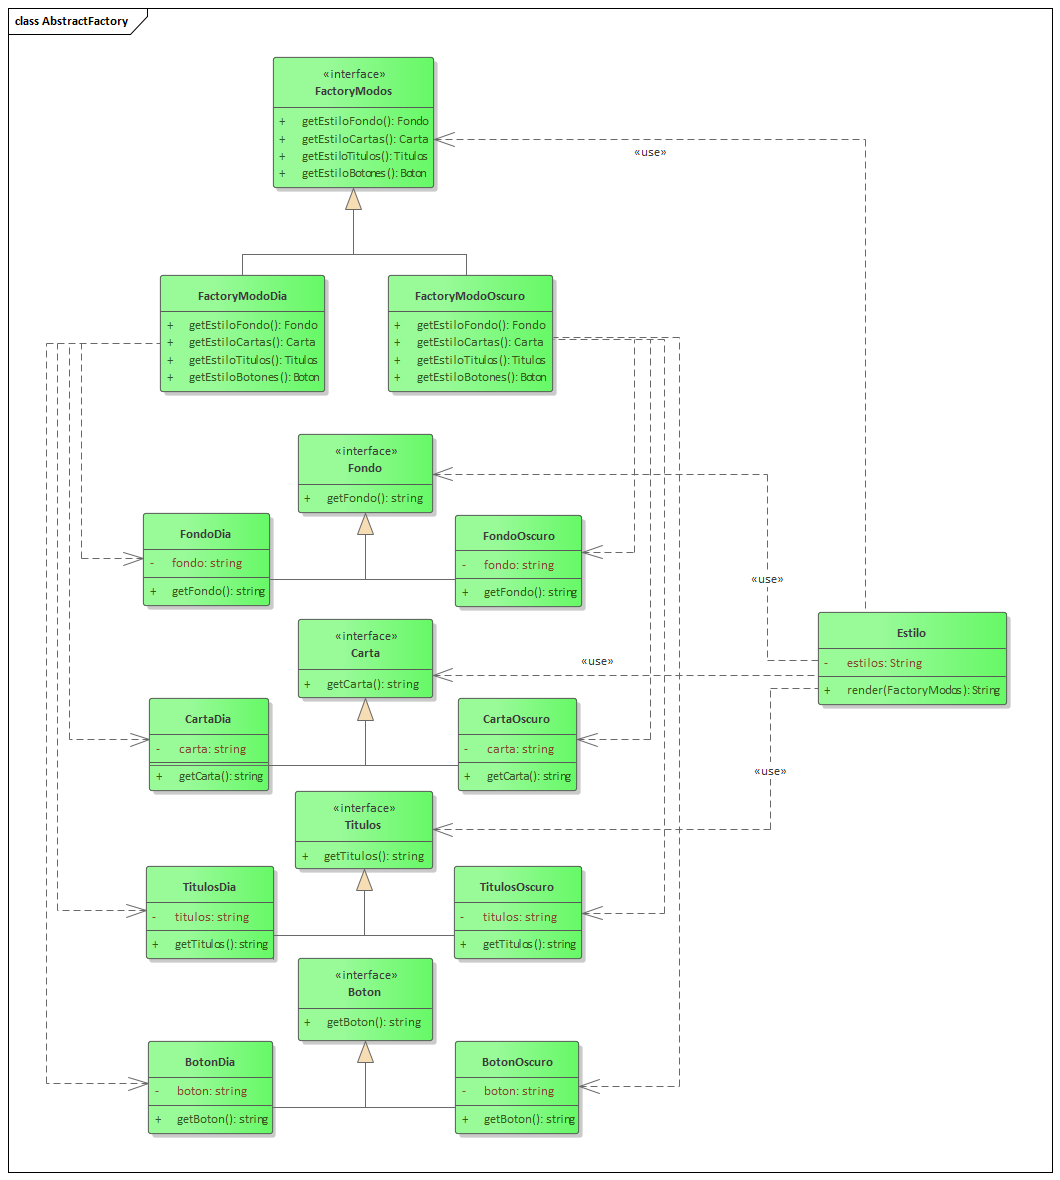 class AbstractFactory
«interface»
FactoryModos
+ getEstiloFondo(): Fondo
+ getEstiloCartas(): Carta
+ getEstiloTitulos(): Titulos
+ getEstiloBotones(): Boton
«use»
FactoryModoDia
+ getEstiloFondo(): Fondo
+ getEstiloCartas(): Carta
+ getEstiloTitulos(): Titulos
+ getEstiloBotones(): Boton
FactoryModoOscuro
+ getEstiloFondo(): Fondo
+ getEstiloCartas(): Carta
+ getEstiloTitulos(): Titulos
+ getEstiloBotones(): Boton
«interface»
Fondo
+ getFondo(): string
FondoDia
- fondo: string
+ getFondo(): string
FondoOscuro
- fondo: string
+ getFondo(): string
«use»
Estilo
- estilos: String
+ render(FactoryModos): String
«interface»
Carta
+ getCarta(): string
«use»
CartaDia
- carta: string
+ getCarta(): string
CartaOscuro
- carta: string
+ getCarta(): string
«use»
«interface»
Titulos
+ getTitulos(): string
TitulosDia
- titulos: string
+ getTitulos(): string
TitulosOscuro
- titulos: string
+ getTitulos(): string
«interface»
Boton
+ getBoton(): string
BotonDia
- boton: string
+ getBoton(): string
BotonOscuro
- boton: string
+ getBoton(): string